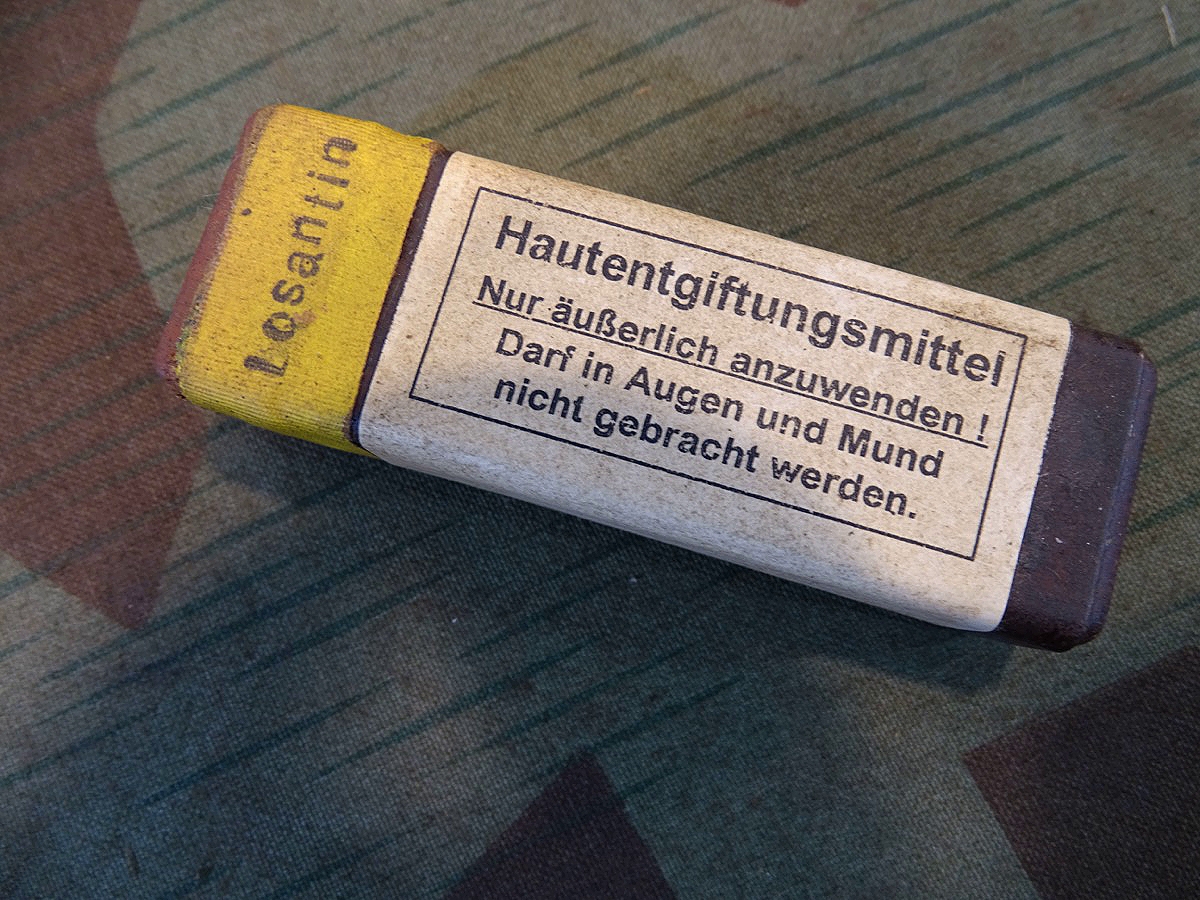 Losantin
Hautentgiftungsmittel
Nur äußerlich anzuwenden !
Darf in Augen und Mund
nicht gebracht werden.